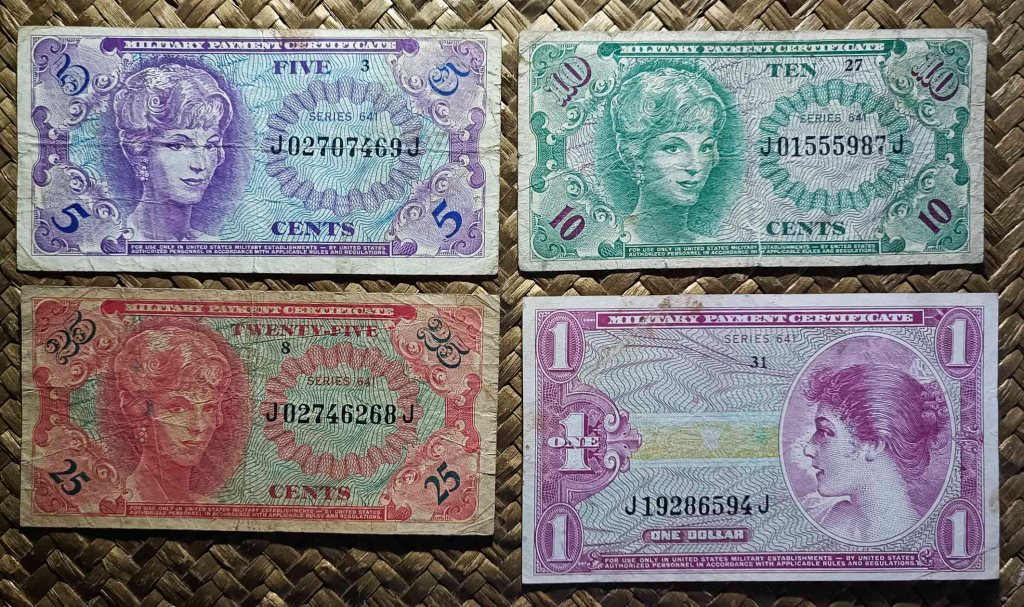 MILITARY PAYMENT CERTIFICATE
5 FIVE 3 5
SERIES 641
J02707469J
5 CENTS 5
FOR USE ONLY IN UNITED STATES MILITARY ESTABLISHMENTS — BY UNITED STATES
AUTHORIZED PERSONNEL IN ACCORDANCE WITH APPLICABLE RULES AND REGULATIONS.
MILITARY PAYMENT CERTIFICATE
10 TEN 27 10
SERIES 641
J01555987J
10 CENTS 10
FOR USE ONLY IN UNITED STATES MILITARY ESTABLISHMENTS — BY UNITED STATES
AUTHORIZED PERSONNEL IN ACCORDANCE WITH APPLICABLE RULES AND REGULATIONS.
MILITARY PAYMENT CERTIFICATE
25 TWENTY-FIVE 25
8
SERIES 641
J02746268J
25 CENTS 25
FOR USE ONLY IN UNITED STATES MILITARY ESTABLISHMENTS — BY UNITED STATES
AUTHORIZED PERSONNEL IN ACCORDANCE WITH APPLICABLE RULES AND REGULATIONS.
MILITARY PAYMENT CERTIFICATE
1 SERIES 641 1
31
1
ONE
J19286594J
1 ONE DOLLAR 1
FOR USE ONLY IN UNITED STATES MILITARY ESTABLISHMENTS — BY UNITED STATES
AUTHORIZED PERSONNEL IN ACCORDANCE WITH APPLICABLE RULES AND REGULATIONS.